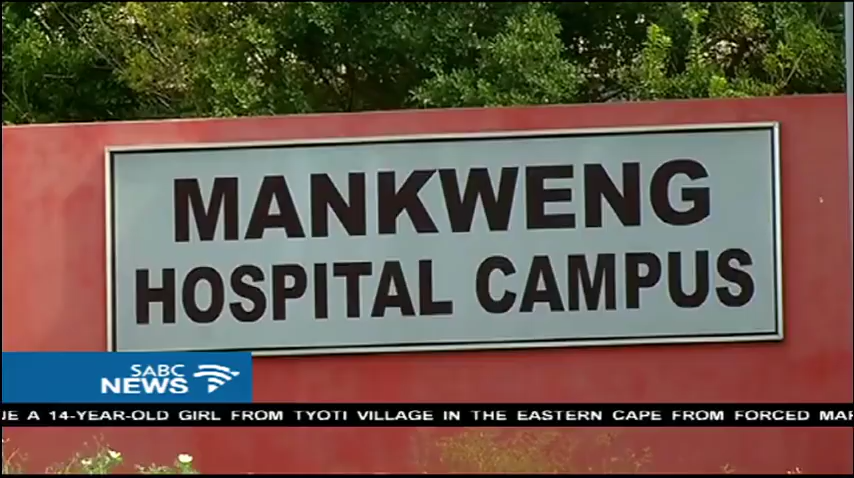 MANKWENG
HOSPITAL CAMPUS
SABC
NEWS
A 14-YEAR-OLD GIRL FROM TYOTI VILLAGE IN THE EASTERN CAPE FROM FORCED